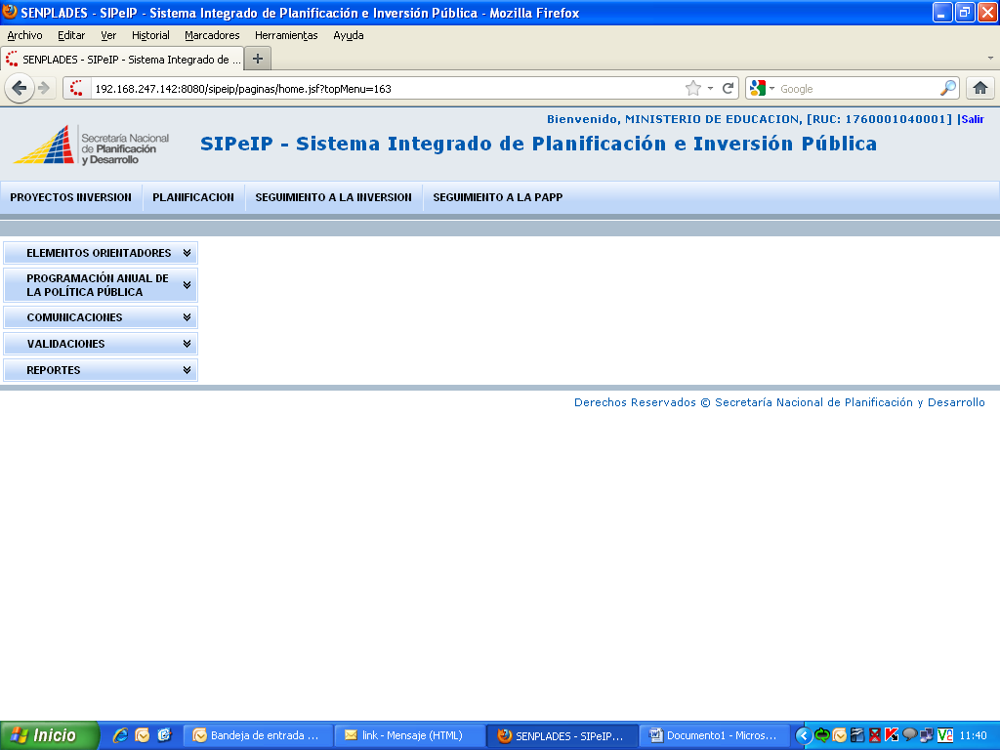 SENPLADES - SIPeIP - Sistema Integrado de Planificación e Inversión Pública - Mozilla Firefox
Archivo Editar Ver Historial Marcadores Herramientas Ayuda
SENPLADES - SIPeIP - Sistema Integrado de ...
192.168.247.142:8080/sipeip/paginas/home.jsf?topMenu=163
Google
Bienvenido, MINISTERIO DE EDUCACION, [RUC: 1760001040001] |Salir
Secretaría Nacional
de Planificación
y Desarrollo
SIPeIP - Sistema Integrado de Planificación e Inversión Pública
PROYECTOS INVERSION PLANIFICACION SEGUIMIENTO A LA INVERSION SEGUIMIENTO A LA PAPP
ELEMENTOS ORIENTADORES
PROGRAMACIÓN ANUAL DE
LA POLÍTICA PÚBLICA
COMUNICACIONES
VALIDACIONES
REPORTES
Derechos Reservados © Secretaría Nacional de Planificación y Desarrollo
Inicio
Bandeja de entrada ...
link - Mensaje (HTML)
SENPLADES - SIPeIP...
Documento1 - Micros...
11:40